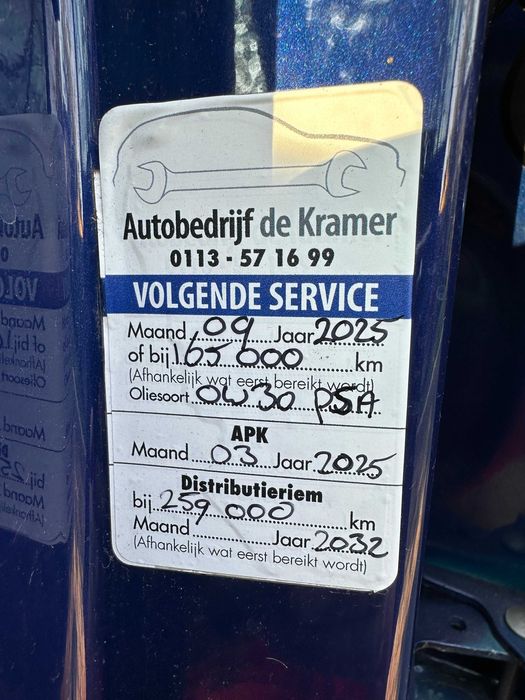 Autobedrijf de Kramer
0113 - 57 16 99
VOLGENDE SERVICE
Maand 09 Jaar 2025
of bij 165 000 km
(Afhankelijk wat eerst bereikt wordt)
Oliesoort 0W30 PSA
APK
Maand 03 Jaar 2025
Distributieriem
bij 259 000 km
Maand Jaar 2032
(Afhankelijk wat eerst bereikt wordt)